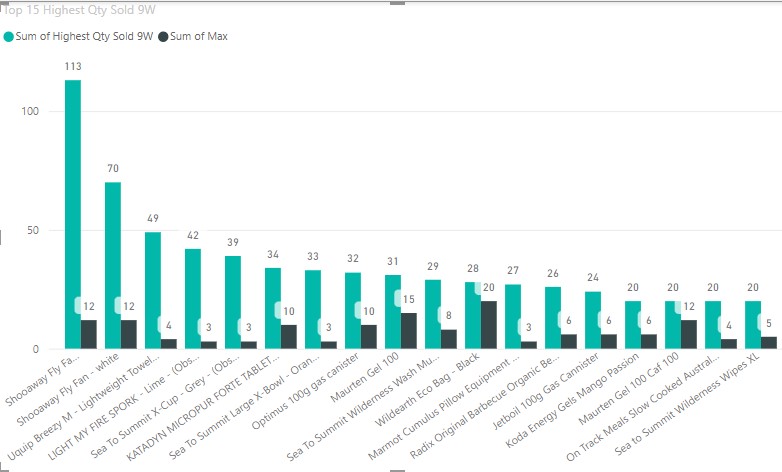 Top 15 Highest Qty Sold 9W
Sum of Highest Qty Sold 9W Sum of Max
113
100
70
49
42
39
34
33
32
31
29
28
27
26
24
20
20
20
20
50
12
12
4
3
3
10
3
10
15
8
20
3
6
6
6
12
4
5
0
Shooaway Fly Fa...
Shooaway Fly Fan - white
Uquip Breezy M - Lightweight Towel...
LIGHT MY FIRE SPORK - Lime - (Obs...
Sea To Summit X-Cup - Grey - (Obs...
KATADYN MICROPUR FORTE TABLET...
Sea To Summit Large X-Bowl - Oran...
Optimus 100g gas canister
Maurten Gel 100
Sea To Summit Wilderness Wash Mu...
Wildearth Eco Bag - Black
Marmot Cumulus Pillow Equipment ...
Radix Original Barbecue Organic Be...
Jetboil 100g Gas Cannister
Koda Energy Gels Mango Passion
Maurten Gel 100 Caf 100
On Track Meals Slow Cooked Austral...
Sea to Summit Wilderness Wipes XL